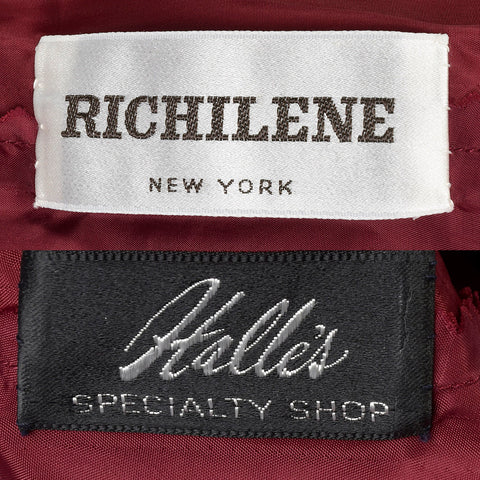 RICHILENE
NEW YORK
Halle's
SPECIALTY SHOP